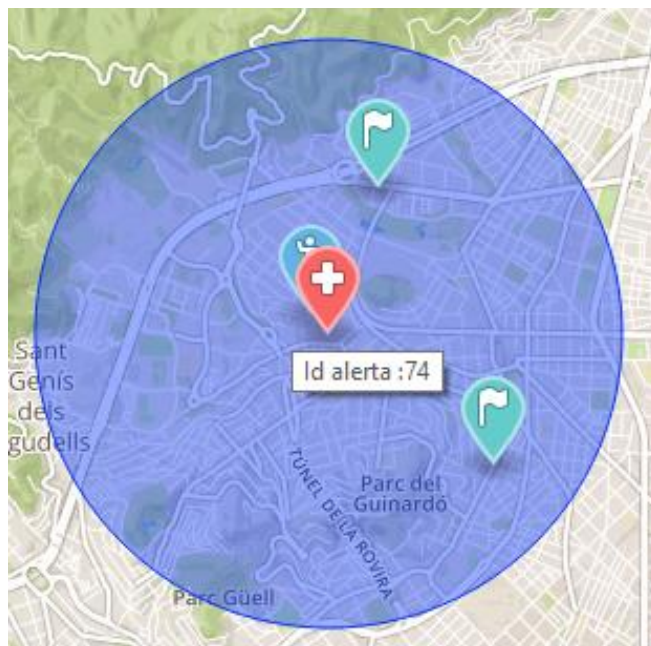 Id alerta :74
Sant
Genís
dels
gudells
Parc del
Guinardó
TÚNEL DE LA ROVIRA
Parc Güell